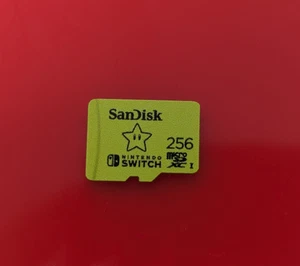 SanDisk
256
NINTENDO
SWITCH
micro
SD
XC I